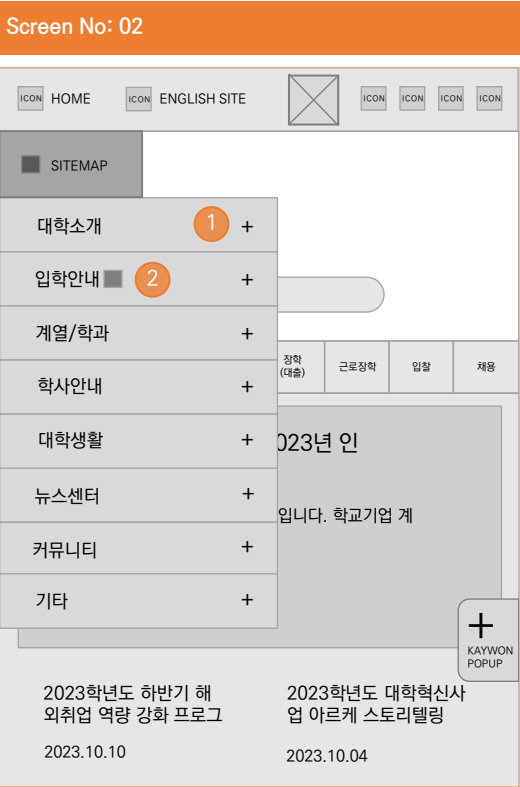 Screen No: 02
ICON HOME ICON ENGLISH SITE ICON ICON ICON ICON
SITEMAP
대학소개 1 +
입학안내 2 +
계열/학과 +
학사안내 +
대학생활 +
뉴스센터 +
커뮤니티 +
기타 +
장학
(대출)
근로장학
입찰
채용
023년 인
입니다. 학교기업 계
+
KAYWON
POPUP
2023학년도 하반기 해
외취업 역량 강화 프로그
2023.10.10
2023학년도 대학혁신사
업 아르케 스토리텔링
2023.10.04